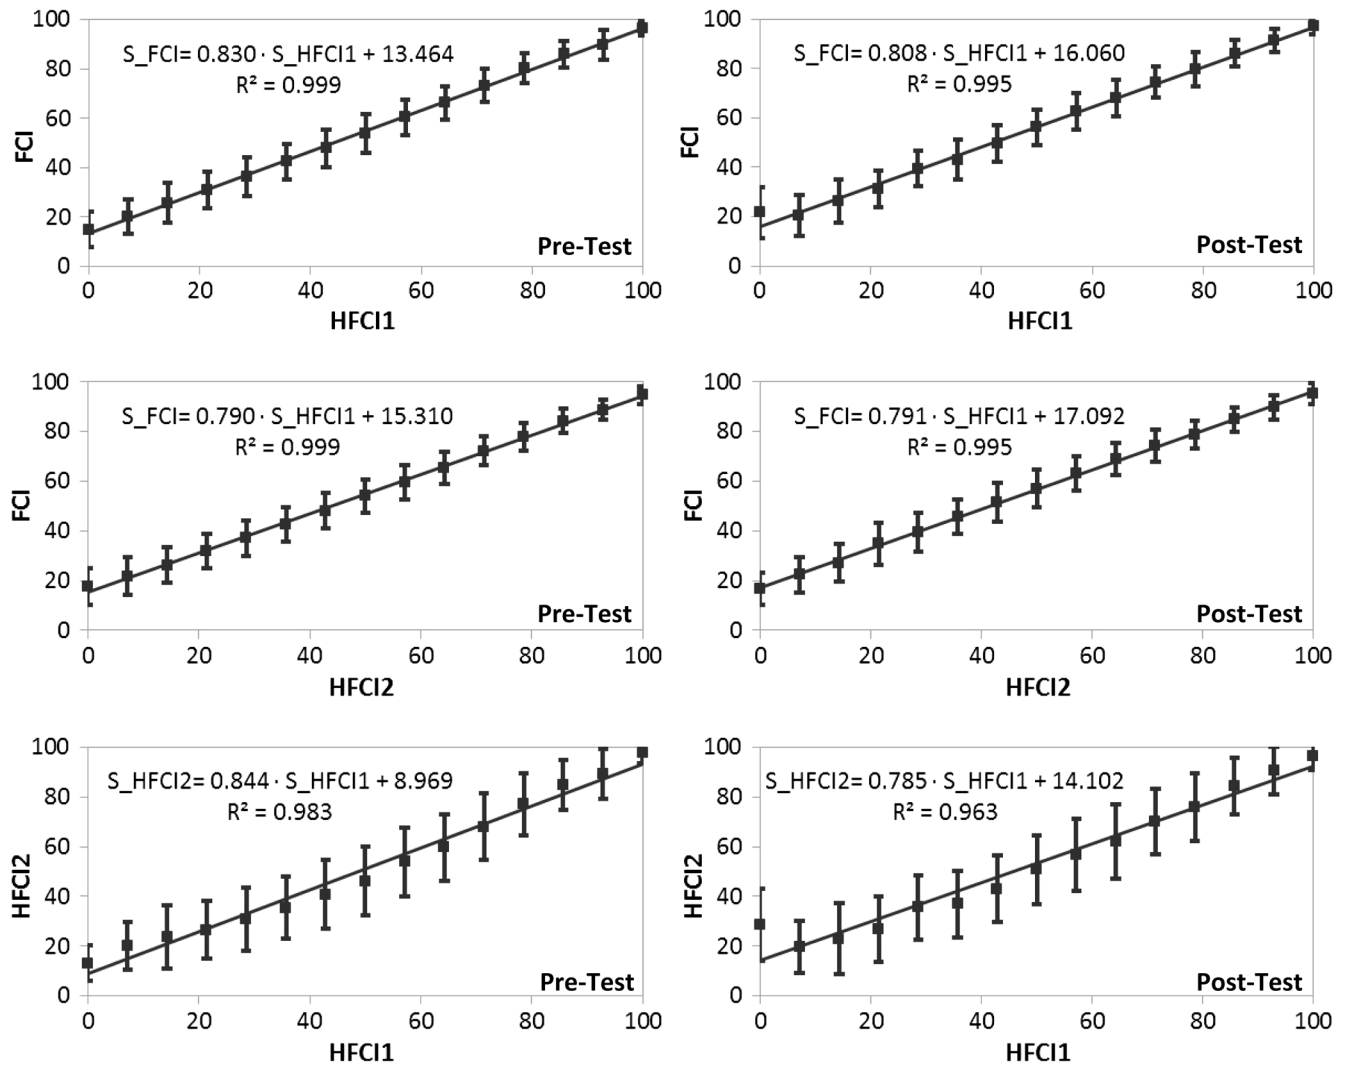 100
80
60
40
20
0
FCI
S_FCI= 0.830 · S_HFCI1 + 13.464
R² = 0.999
Pre-Test
0 20 40 60 80 100
HFCI1
100
80
60
40
20
0
FCI
S_FCI= 0.808 · S_HFCI1 + 16.060
R² = 0.995
Post-Test
0 20 40 60 80 100
HFCI1
100
80
60
40
20
0
FCI
S_FCI= 0.790 · S_HFCI1 + 15.310
R² = 0.999
Pre-Test
0 20 40 60 80 100
HFCI2
100
80
60
40
20
0
FCI
S_FCI= 0.791 · S_HFCI1 + 17.092
R² = 0.995
Post-Test
0 20 40 60 80 100
HFCI2
100
80
60
40
20
0
HFCI2
S_HFCI2= 0.844 · S_HFCI1 + 8.969
R² = 0.983
Pre-Test
0 20 40 60 80 100
HFCI1
100
80
60
40
20
0
HFCI2
S_HFCI2= 0.785 · S_HFCI1 + 14.102
R² = 0.963
Post-Test
0 20 40 60 80 100
HFCI1